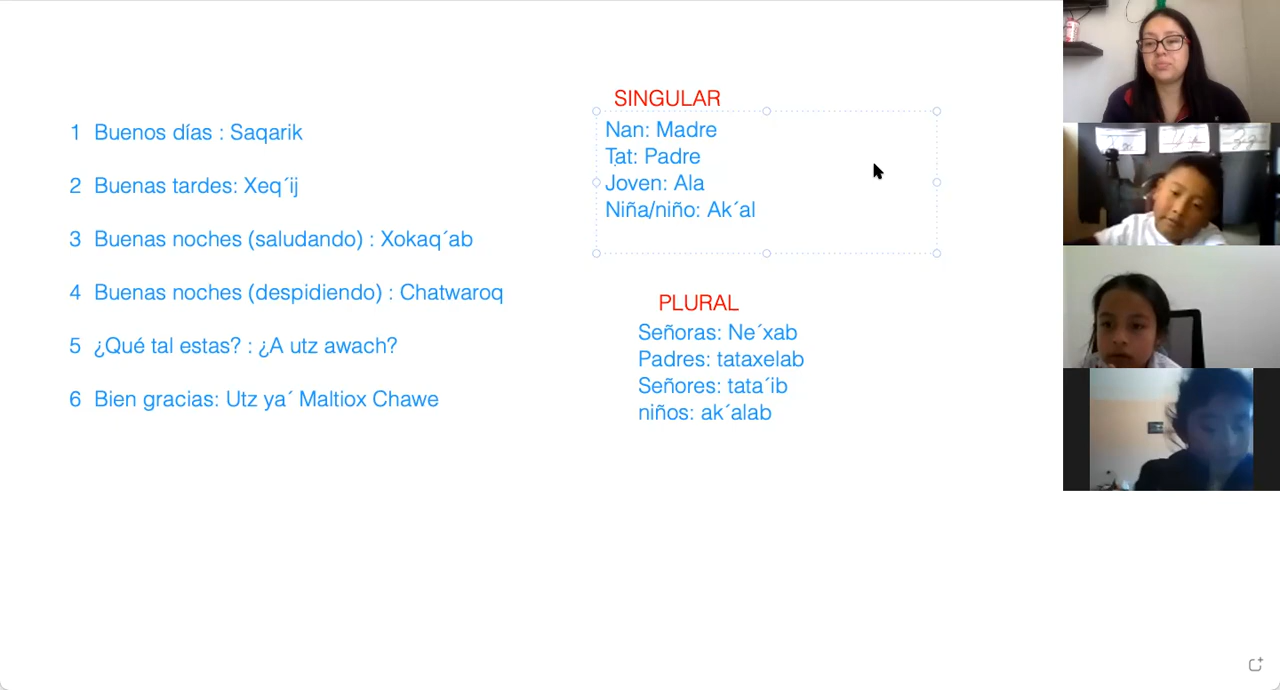 1 Buenos días : Saqarik
2 Buenas tardes: Xeq´ij
3 Buenas noches (saludando) : Xokaq´ab
4 Buenas noches (despidiendo) : Chatwaroq
5 ¿Qué tal estas? : ¿A utz awach?
6 Bien gracias: Utz ya´ Maltiox Chawe
SINGULAR
Nan: Madre
Tat: Padre
Joven: Ala
Niña/niño: Ak´al
PLURAL
Señoras: Ne´xab
Padres: tataxelab
Señores: tata´ib
niños: ak´alab